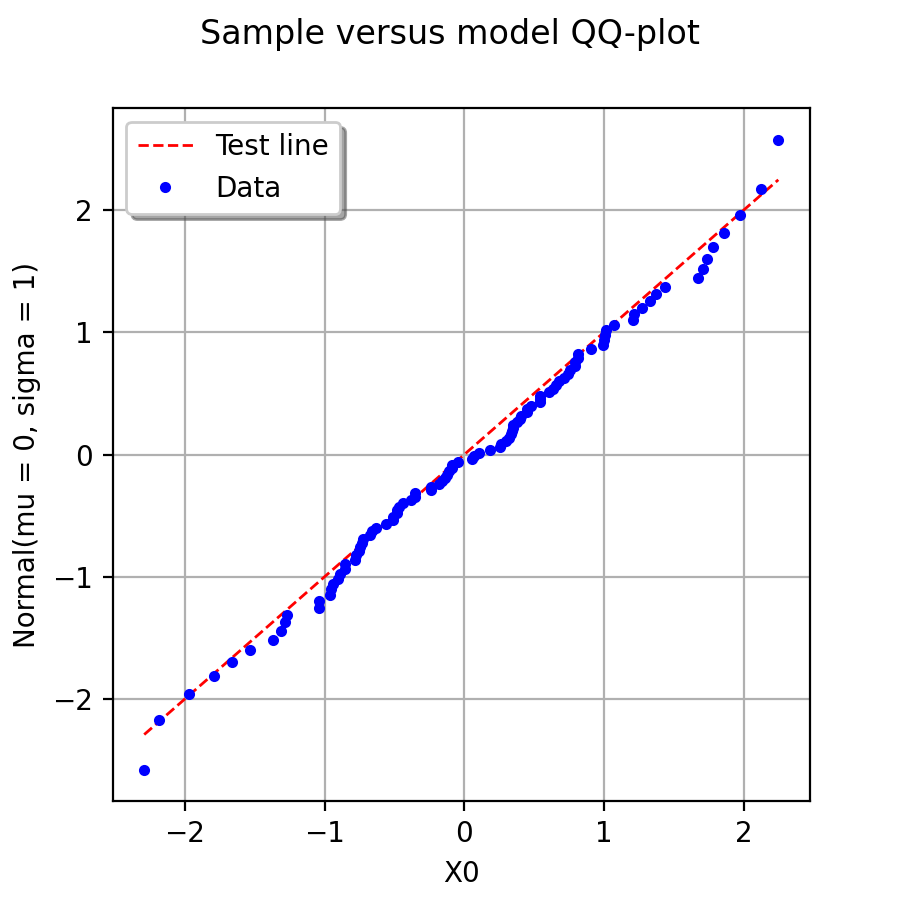 Sample versus model QQ-plot
Test line
Data
2
1
0
−1
−2
Normal(mu = 0, sigma = 1)
−2
−1
0
1
2
X0